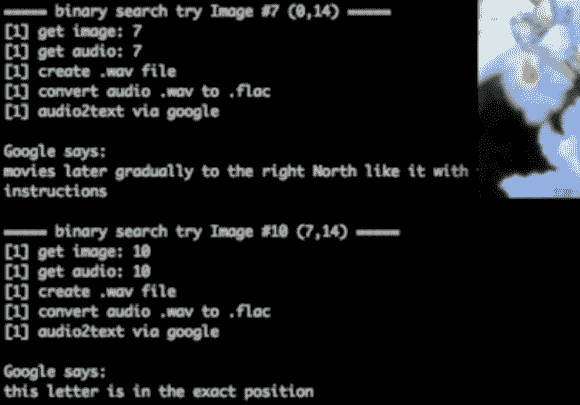 ═════ binary search try Image #7 (0,14) ═════
[1] get image: 7
[1] get audio: 7
[1] create .wav file
[1] convert audio .wav to .flac
[1] audio2text via google
Google says:
movies later gradually to the right North like it with
instructions
═════ binary search try Image #10 (7,14) ═════
[1] get image: 10
[1] get audio: 10
[1] create .wav file
[1] convert audio .wav to .flac
[1] audio2text via google
Google says:
this letter is in the exact position